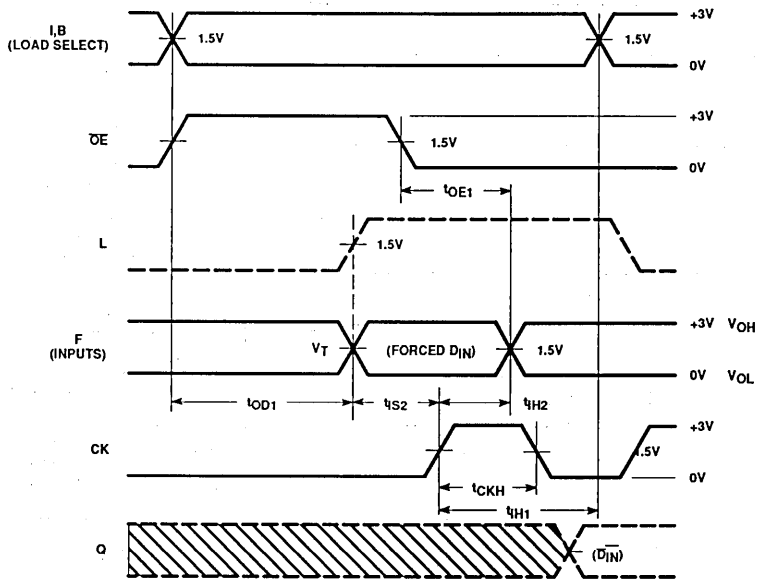 I,B
(LOAD SELECT)
1.5V
1.5V
+3V
0V
OE
1.5V
+3V
0V
tOE1
L
1.5V
F
(INPUTS)
VT
(FORCED DIN)
1.5V
+3V VOH
0V VOL
tOD1
tIS2
tIH2
CK
+3V
1.5V
0V
tCKH
tIH1
Q
(DIN)